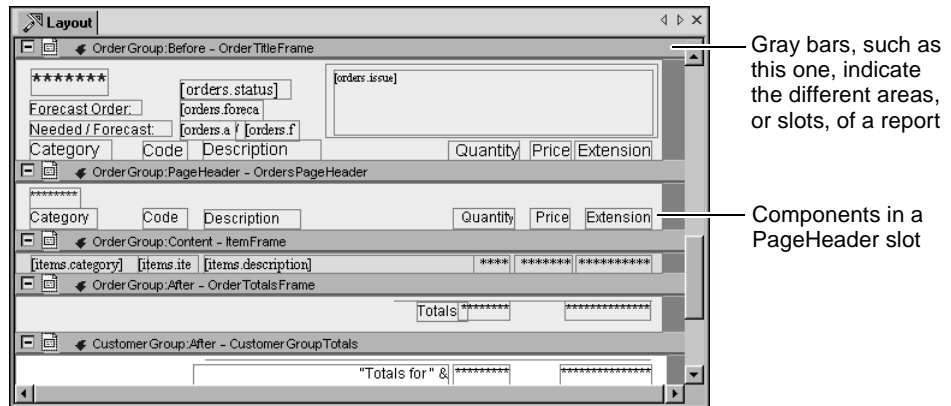 Layout
OrderGroup:Before - OrderTitleFrame
*******
[orders.status]
[orders.issue]
Forecast Order:
[orders.foreca
Needed / Forecast:
[orders.a / [orders.f
Category Code Description Quantity Price Extension
OrderGroup:PageHeader - OrdersPageHeader
********
Category Code Description Quantity Price Extension
OrderGroup:Content - ItemFrame
[items.category] [items.ite [items.description] **** ******* **********
OrderGroup:After - OrderTotalsFrame
Totals ******** **************
CustomerGroup:After - CustomerGroupTotals
"Totals for" & ********* ***************
Gray bars, such as
this one, indicate
the different areas,
or slots, of a report
Components in a
PageHeader slot